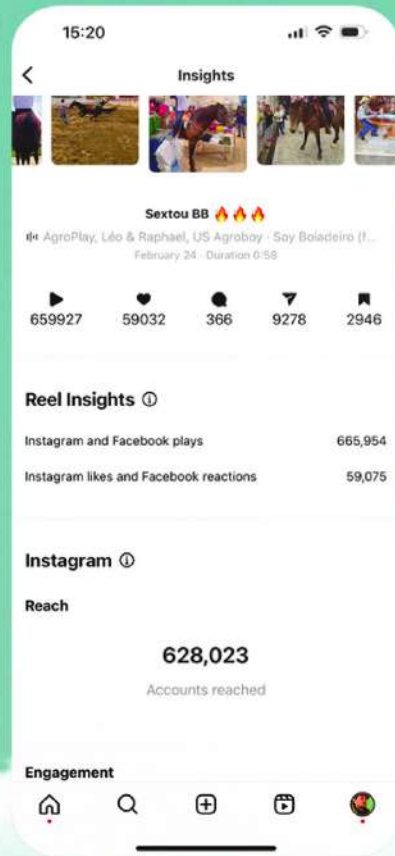 15:20
Insights
Sextou BB 🔥🔥🔥
AgroPlay, Léo & Raphael, US Agroboy · Soy Boiadeiro (f...
February 24 · Duration 0:58
659927 59032 366 9278 2946
Reel Insights
Instagram and Facebook plays 665,954
Instagram likes and Facebook reactions 59,075
Instagram
Reach
628,023
Accounts reached
Engagement